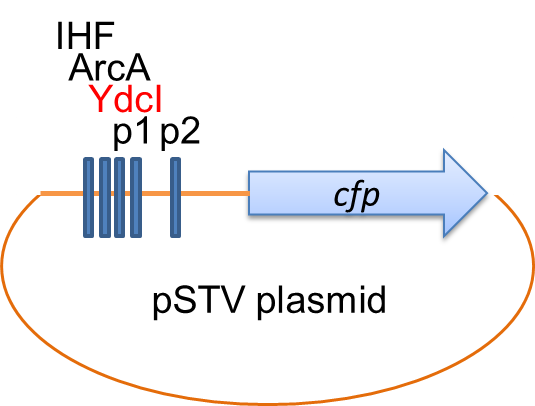 IHF
ArcA
YdcI
p1 p2
cfp
pSTV plasmid